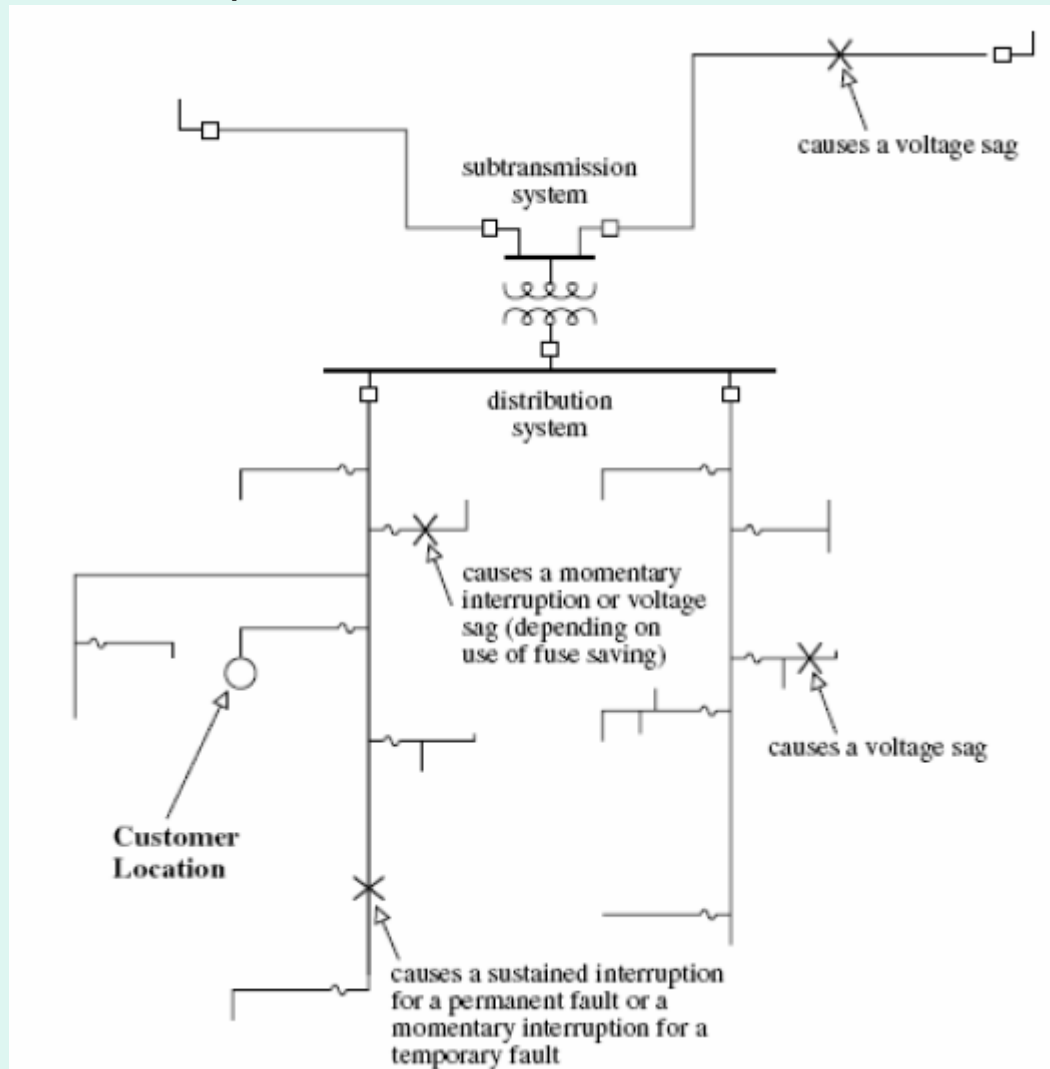 causes a voltage sag
subtransmission
system
distribution
system
causes a momentary
interruption or voltage
sag (depending on
use of fuse saving)
causes a voltage sag
Customer
Location
causes a sustained interruption
for a permanent fault or a
momentary interruption for a
temporary fault